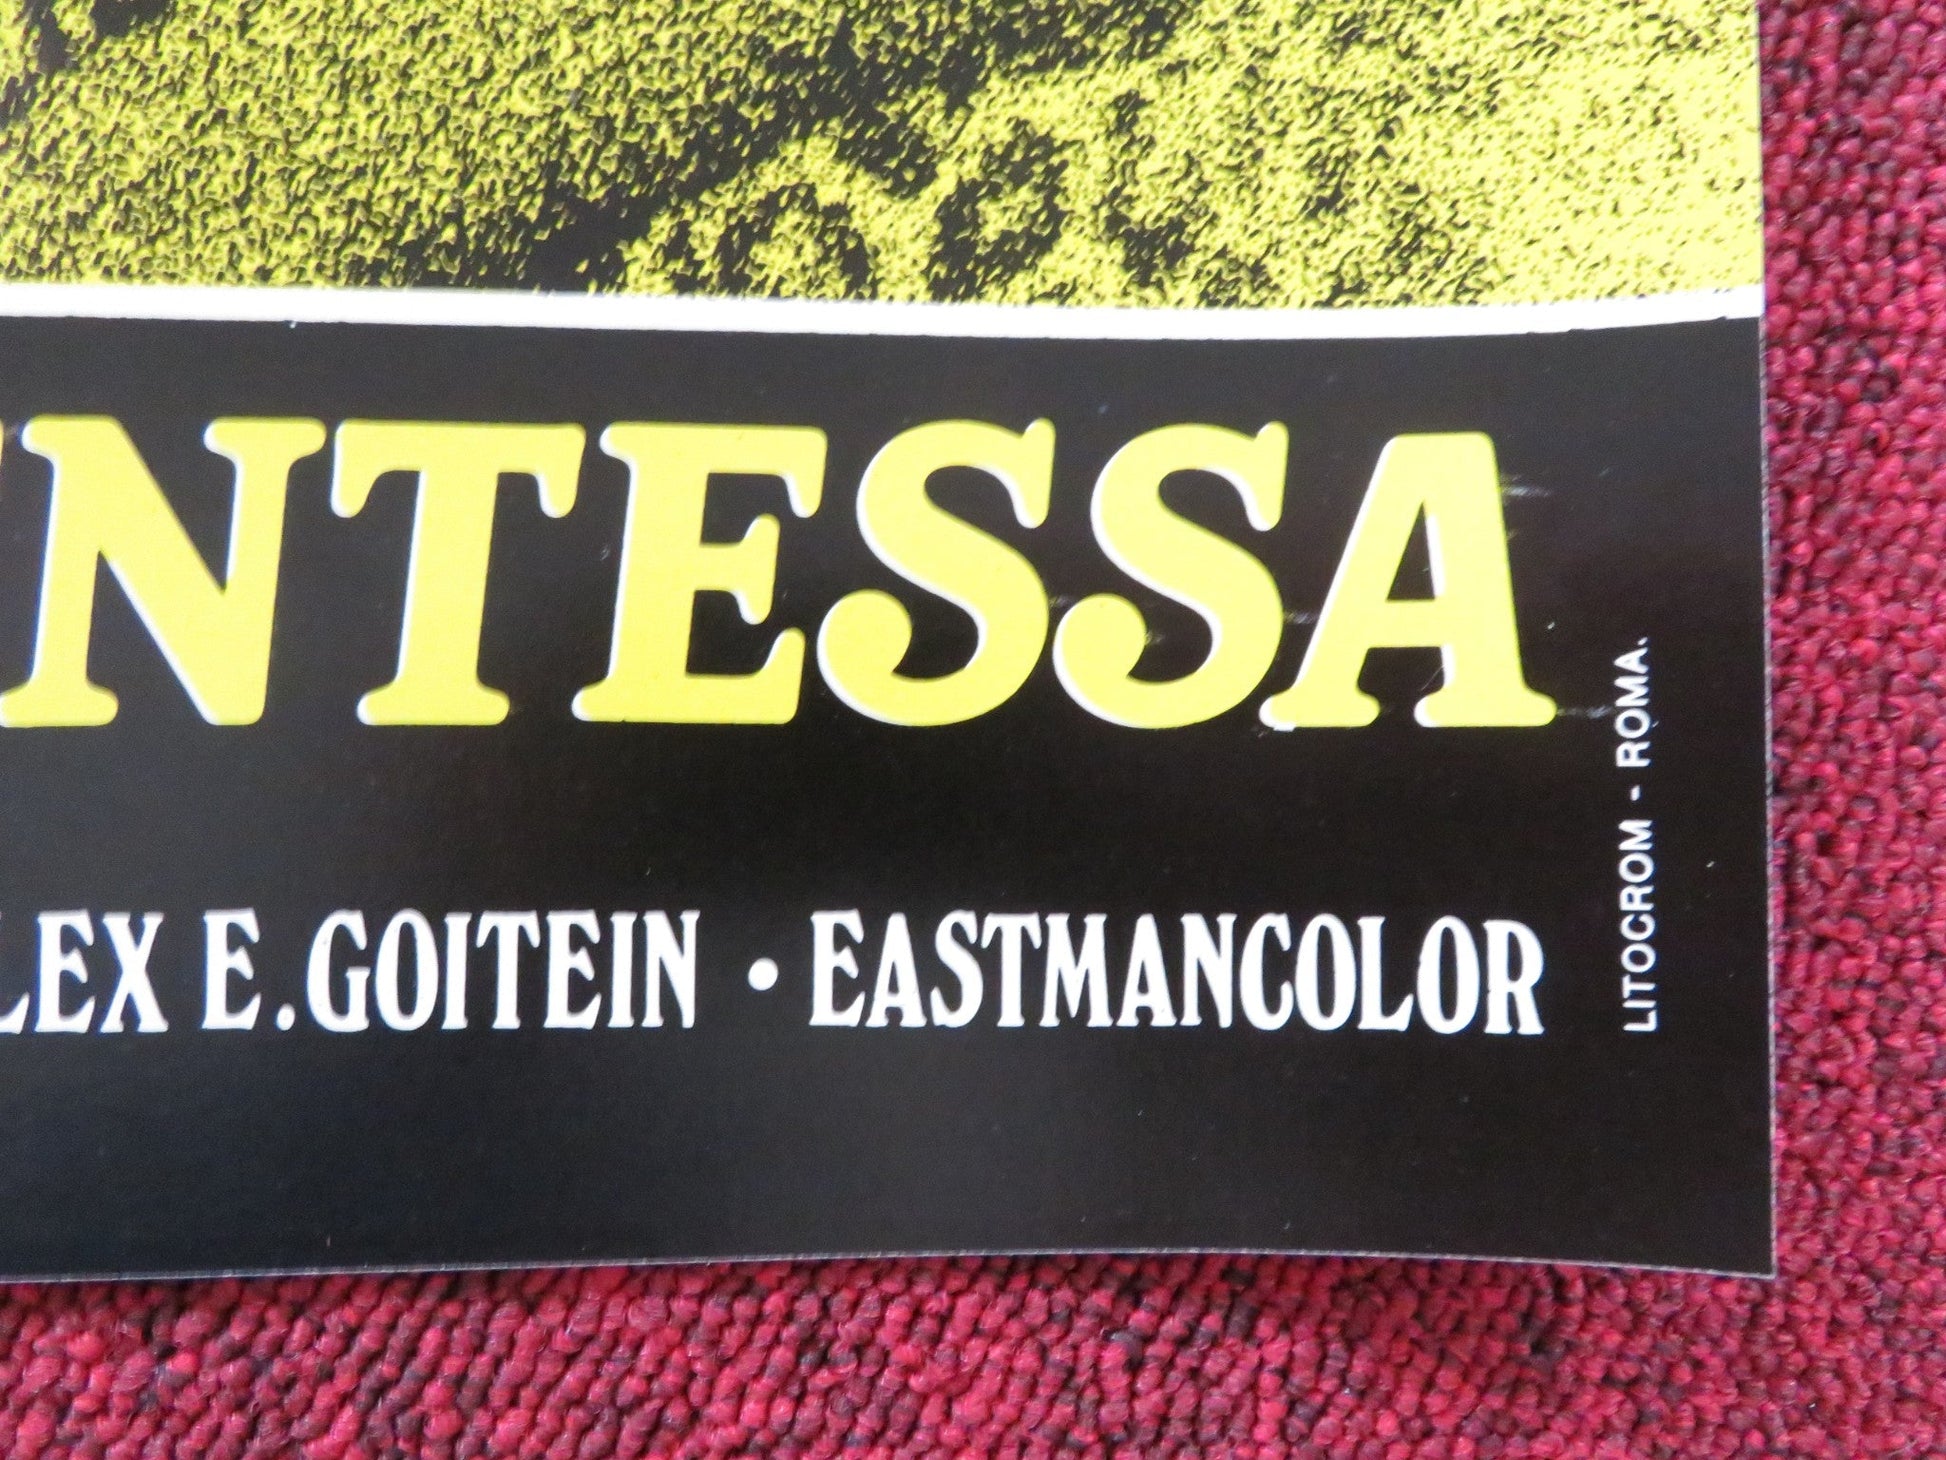 NTESSA
LEX E. GOITEIN • EASTMANCOLOR
LITOCROM - ROMA.